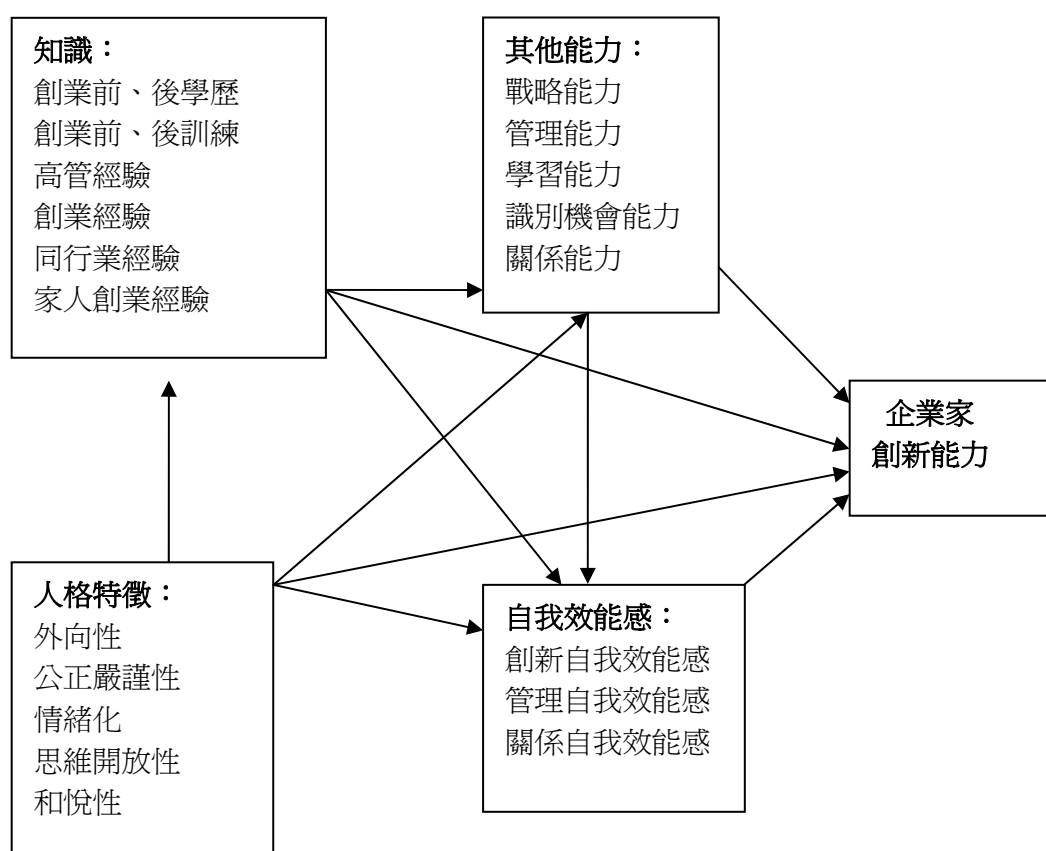 知識：
創業前、後學歷
創業前、後訓練
高管經驗
創業經驗
同行業經驗
家人創業經驗
其他能力：
戰略能力
管理能力
學習能力
識別機會能力
關係能力
企業家
創新能力
人格特徵：
外向性
公正嚴謹性
情緒化
思維開放性
和悅性
自我效能感：
創新自我效能感
管理自我效能感
關係自我效能感